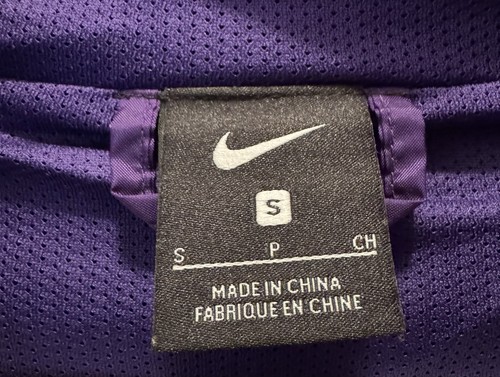 S
S P CH
MADE IN CHINA
FABRIQUE EN CHINE